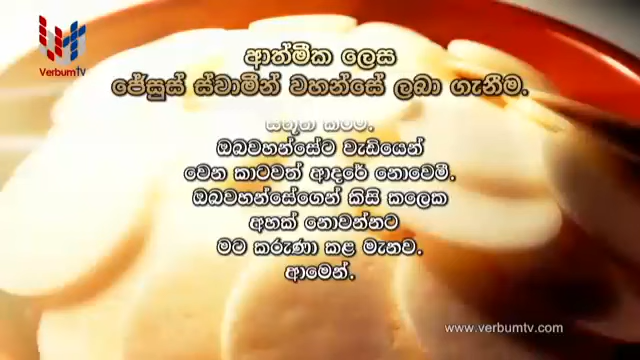 VerbumTV
ආත්මික ලෙස
ජේසුස් ස්වාමීන් වහන්සේ ලබා ගැනීම.
ඔබවහන්සේට වැඩියෙන්
වෙන කාටවත් ආදරේ නොවෙමී.
ඔබවහන්සේගෙන් කිසි කලෙක
අහක් නොවන්නට
මට කරුණා කළ මැනව.
ආමෙන්.
www.verbumtv.com